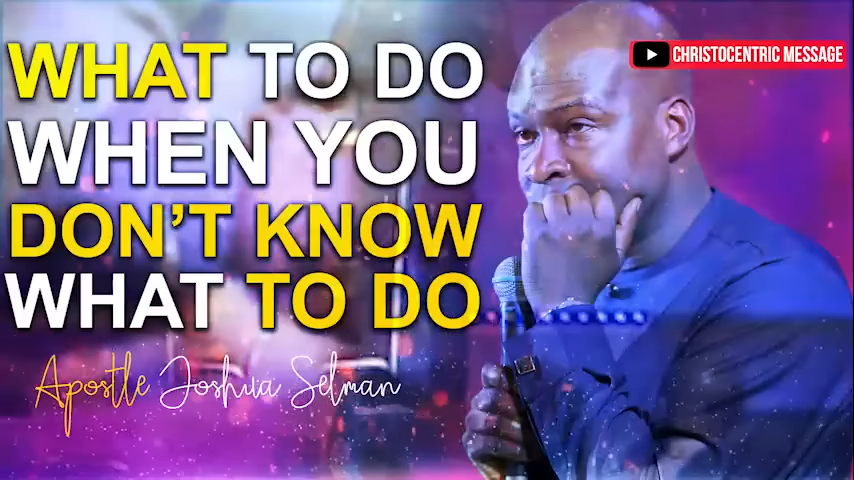 WHAT TO DO
WHEN YOU
DON'T KNOW
WHAT TO DO
Apostle Joshua Selman
CHRISTOCENTRIC MESSAGE